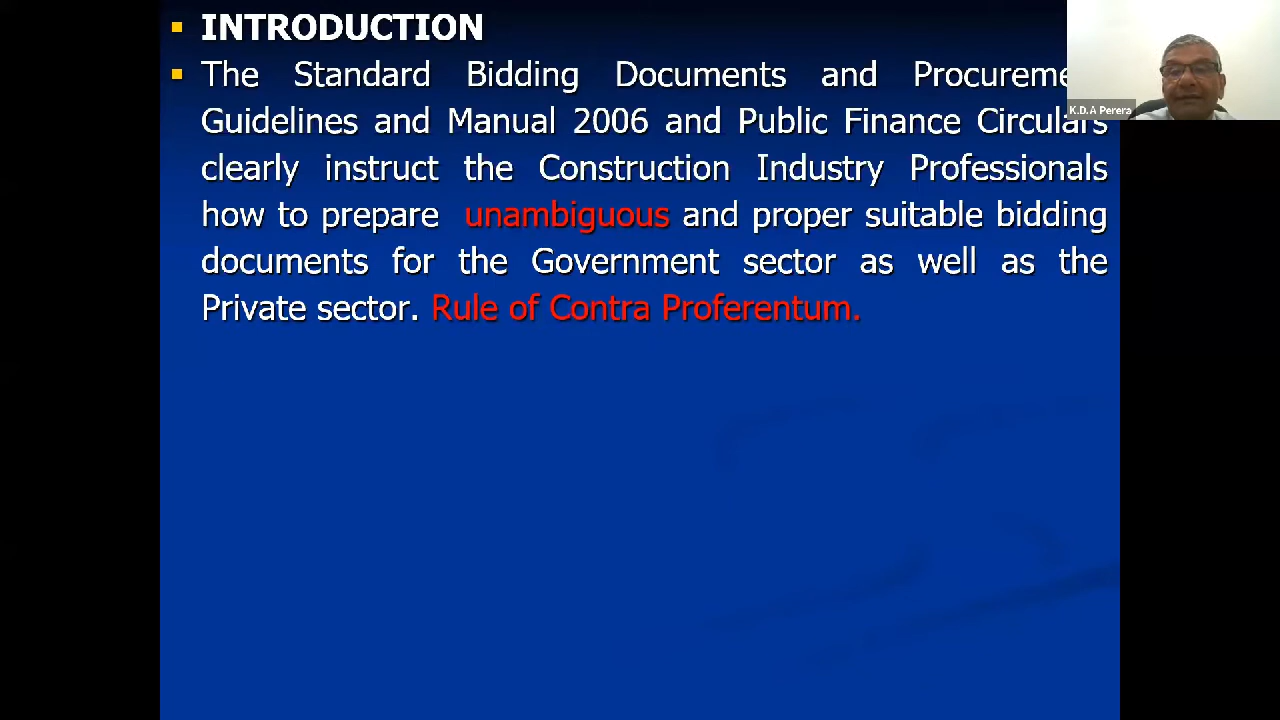 INTRODUCTION
The Standard Bidding Documents and Procureme
Guidelines and Manual 2006 and Public Finance Circulars
clearly instruct the Construction Industry Professionals
how to prepare unambiguous and proper suitable bidding
documents for the Government sector as well as the
Private sector. Rule of Contra Proferentum.
K.D.A Perera